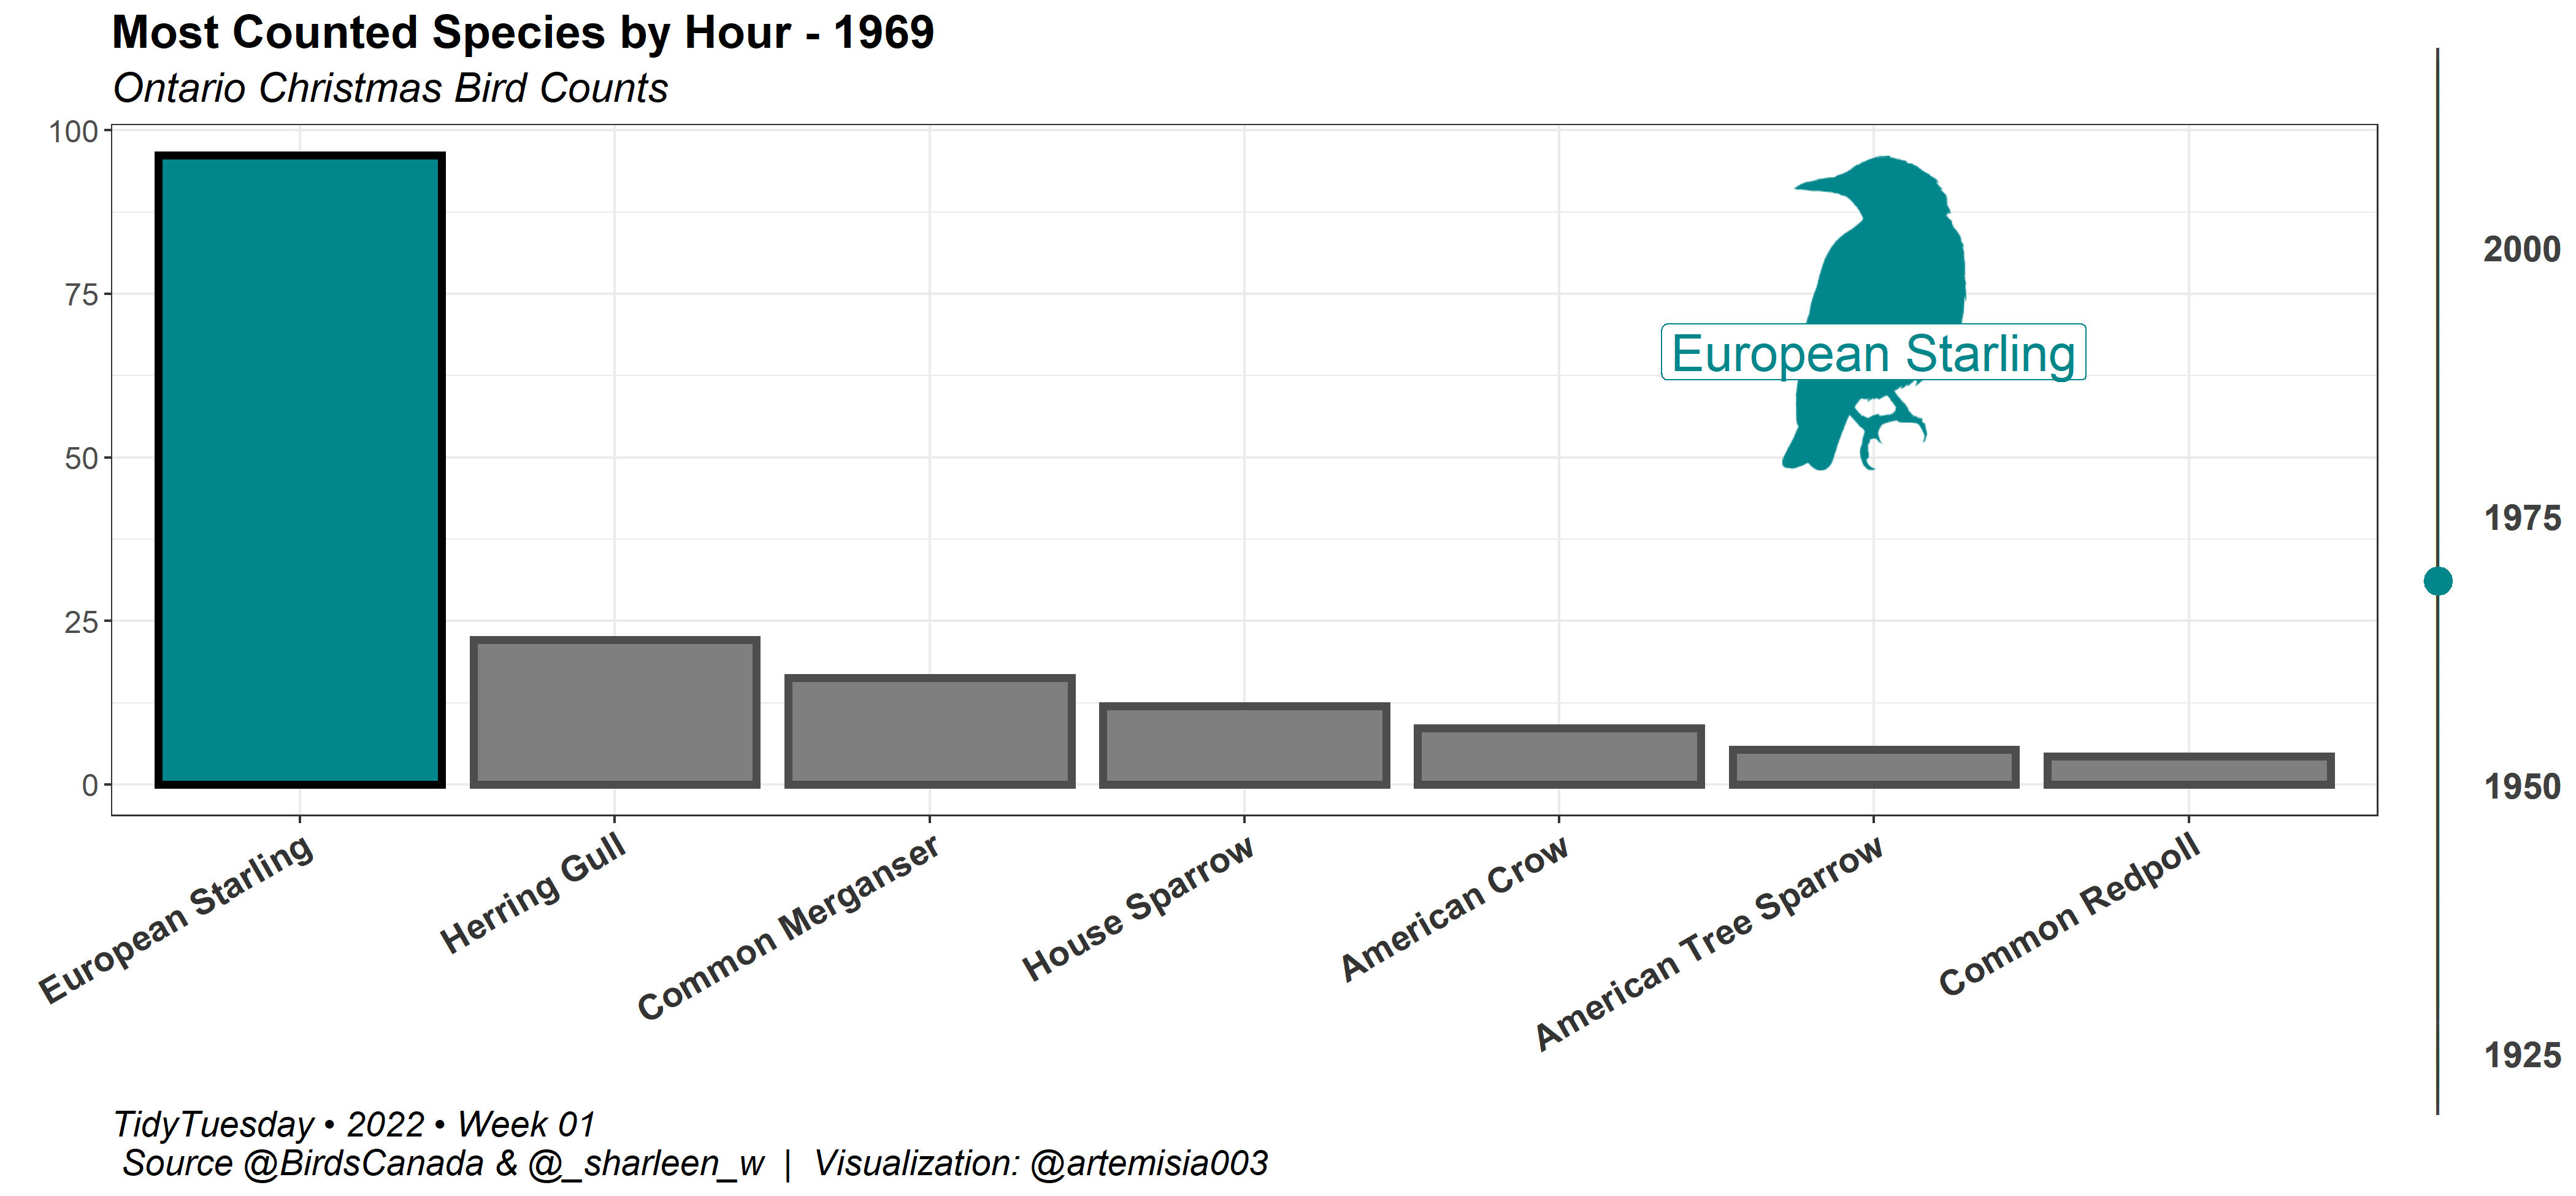 Most Counted Species by Hour - 1969
Ontario Christmas Bird Counts
100
75
50
25
0
European Starling
2000
1975
1950
1925
European Starling
Herring Gull
Common Merganser
House Sparrow
American Crow
American Tree Sparrow
Common Redpoll
TidyTuesday • 2022 • Week 01
Source @BirdsCanada & @_sharleen_w | Visualization: @artemisia003